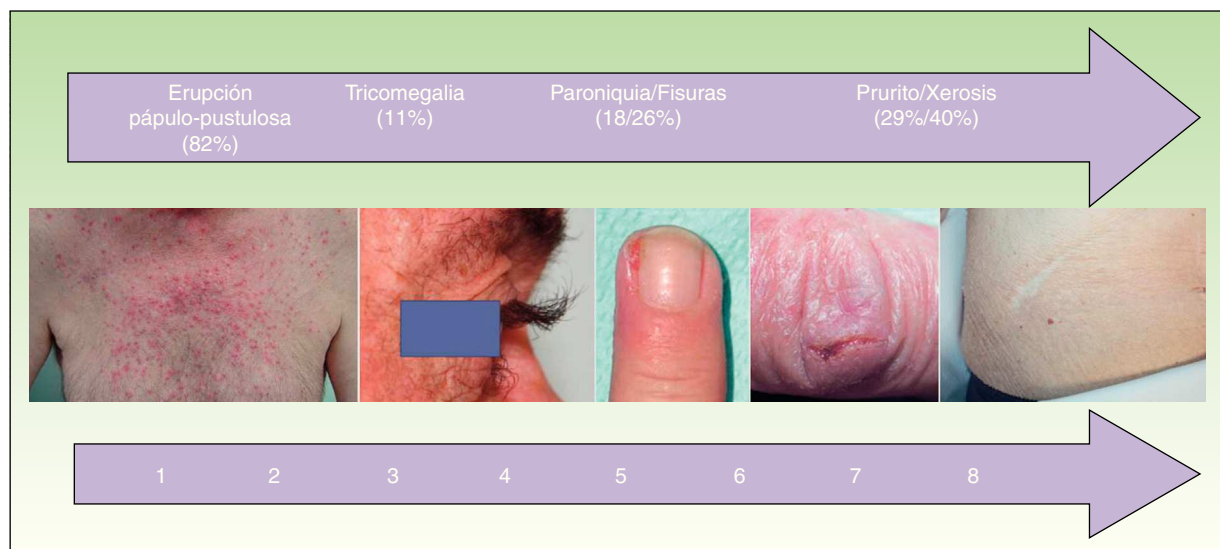 Erupción
pápulo-pustulosa
(82%)
Tricomegalia
(11%)
Paroniquia/Fisuras
(18/26%)
Prurito/Xerosis
(29%/40%)
1 2 3 4 5 6 7 8